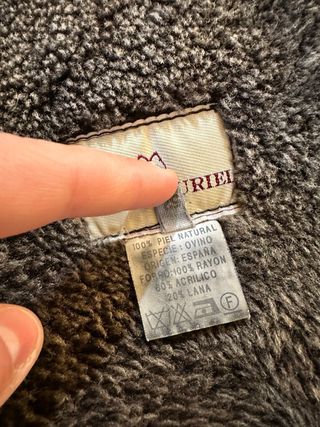 URIEL
100% PIEL NATURAL
ESPECIE: OVINO
ORIGEN: ESPAÑA
FORRO:100% RAYON
80% ACRILICO
20% LANA
F